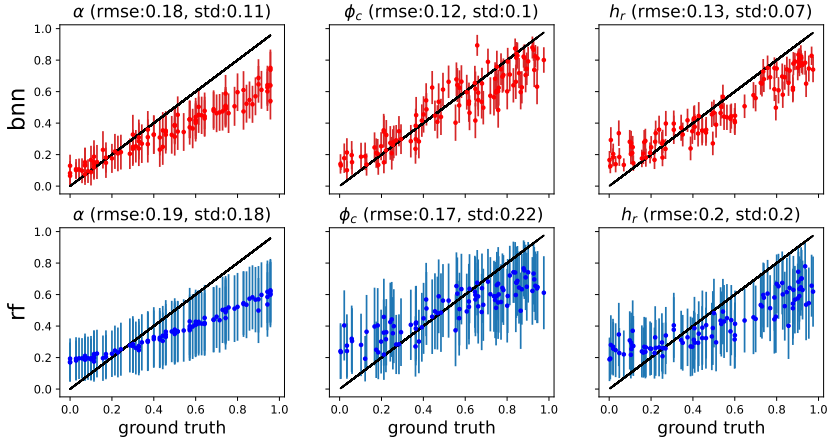 α (rmse:0.18, std:0.11)
ϕc (rmse:0.12, std:0.1)
hr (rmse:0.13, std:0.07)
bnn
1.0
0.8
0.6
0.4
0.2
0.0
α (rmse:0.19, std:0.18)
ϕc (rmse:0.17, std:0.22)
hr (rmse:0.2, std:0.2)
rf
1.0
0.8
0.6
0.4
0.2
0.0
0.0 0.2 0.4 0.6 0.8 1.0
0.0 0.2 0.4 0.6 0.8 1.0
0.0 0.2 0.4 0.6 0.8 1.0
ground truth
ground truth
ground truth